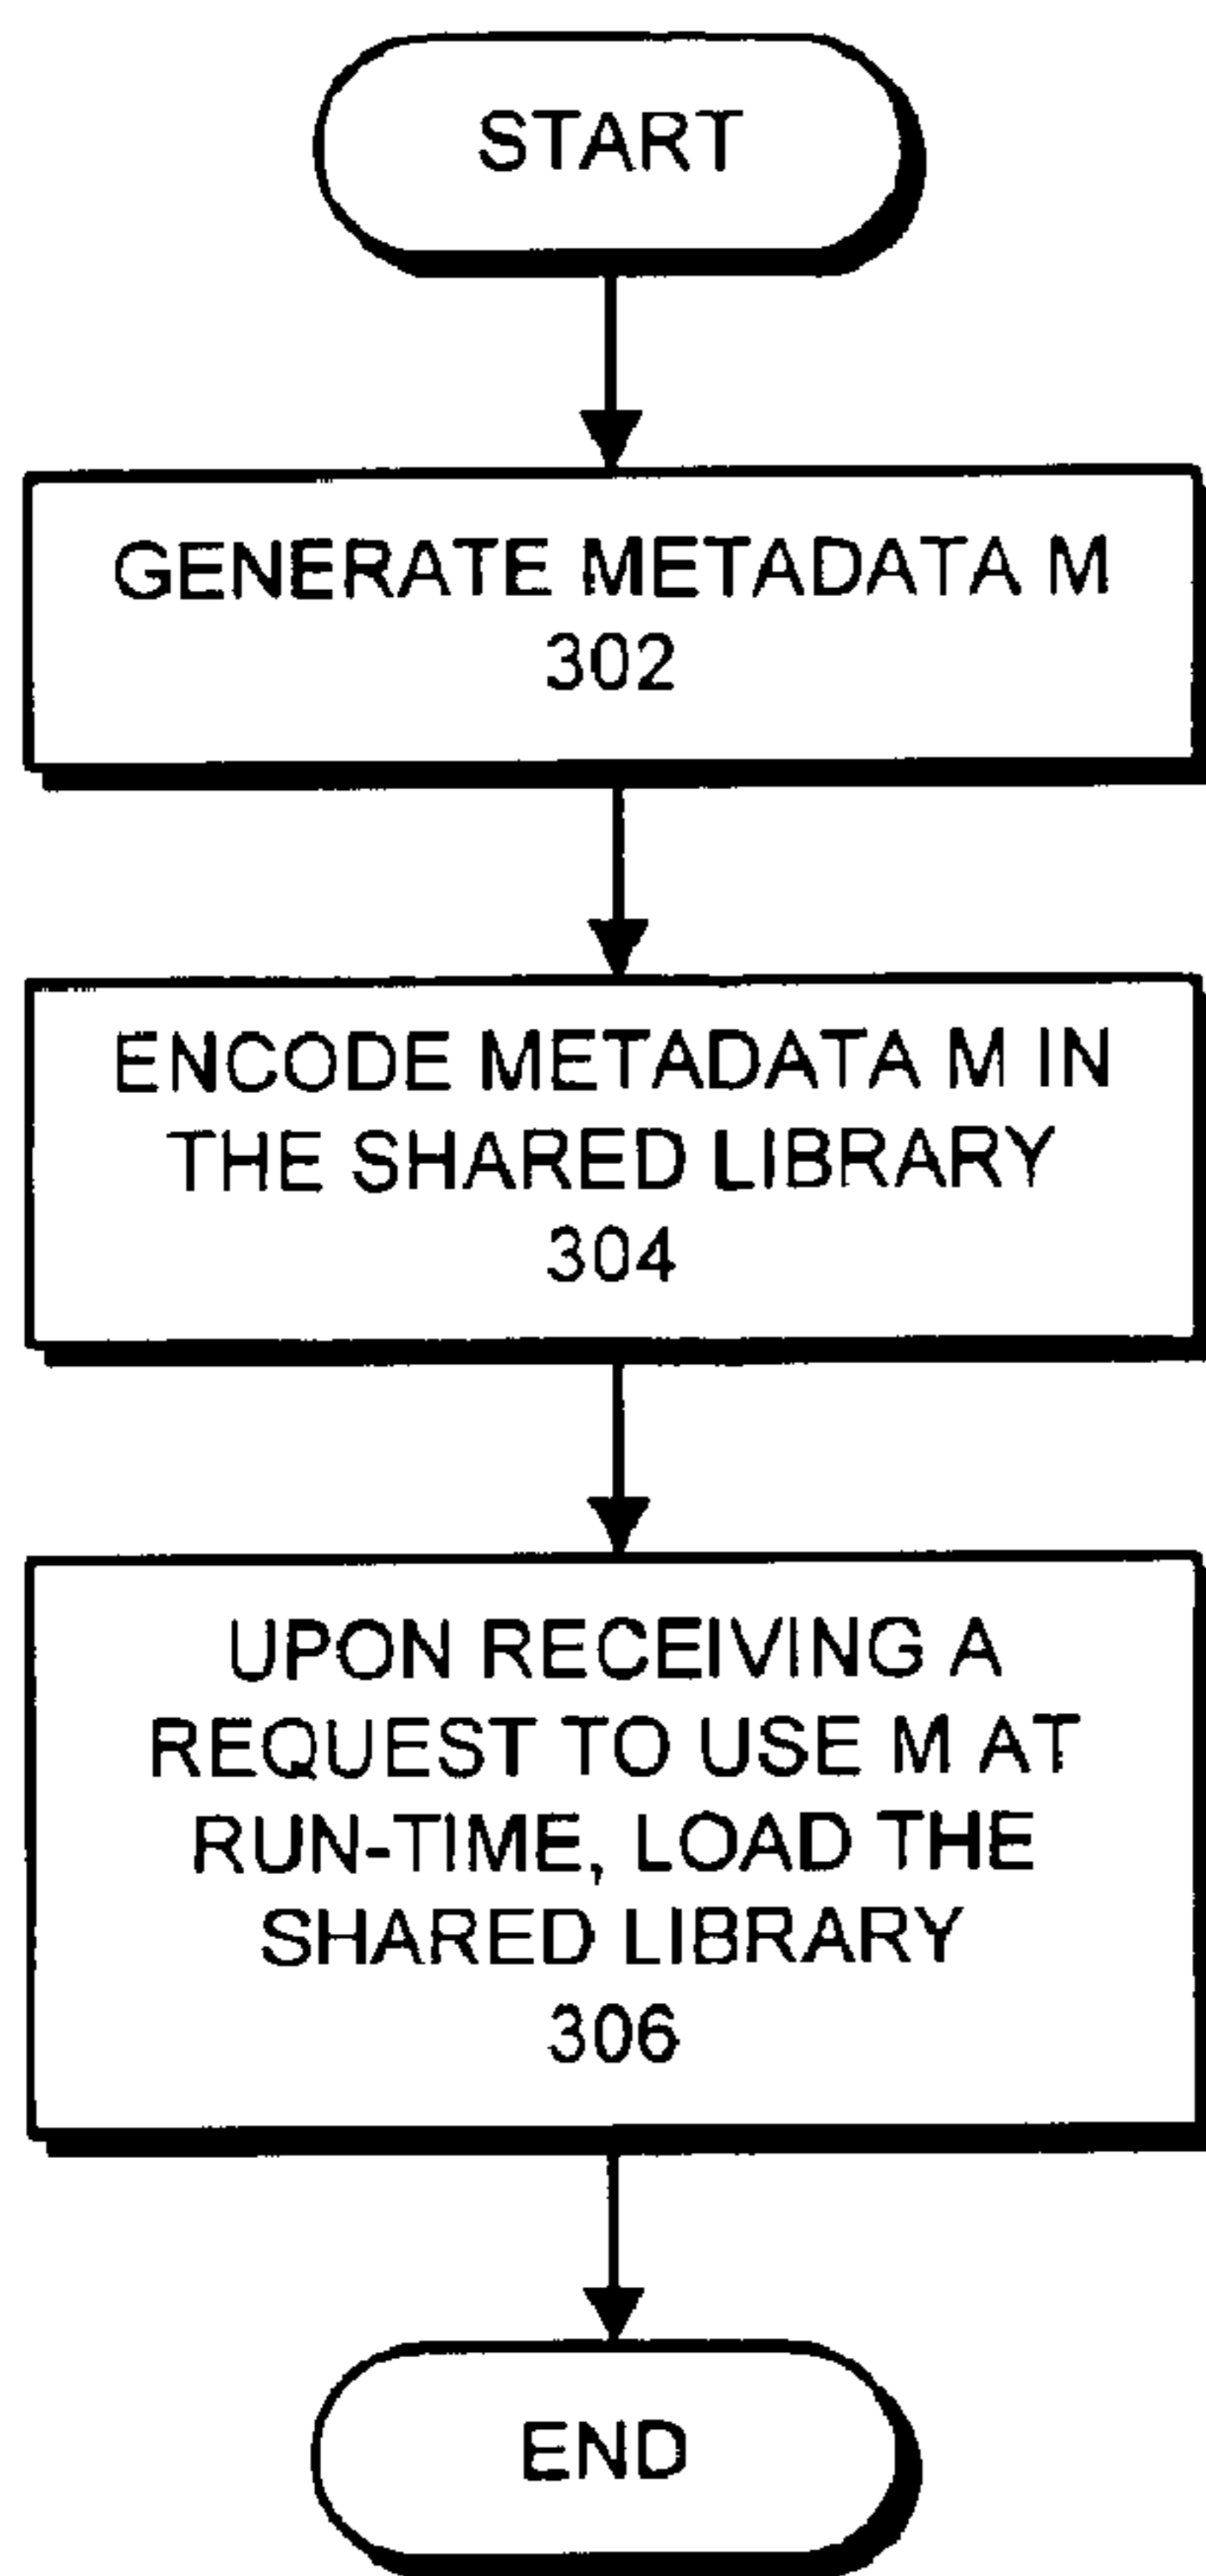 START
GENERATE METADATA M
302
ENCODE METADATA M IN
THE SHARED LIBRARY
304
UPON RECEIVING A
REQUEST TO USE M AT
RUN-TIME, LOAD THE
SHARED LIBRARY
306
END